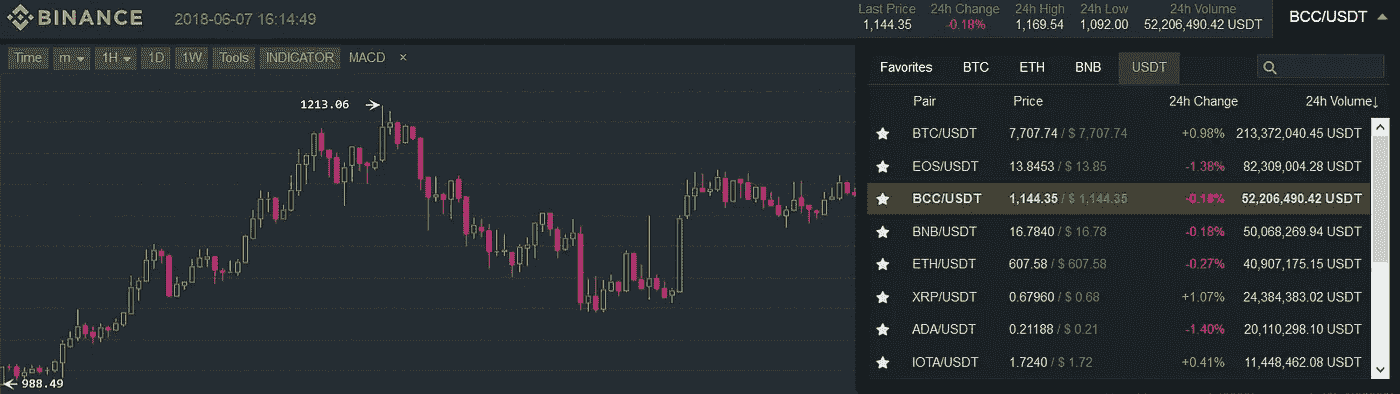 BINANCE 2018-06-07 16:14:49
Last Price 24h Change 24h High 24h Low 24h Volume
1,144.35 -0.18% 1,169.54 1,092.00 52,206,490.42 USDT
BCC/USDT
Time m 1H 1D 1W Tools INDICATOR MACD ×
1213.06
988.49
Favorites BTC ETH BNB USDT
Pair Price 24h Change 24h Volume↓
BTC/USDT 7,707.74 / $ 7,707.74 +0.98% 213,372,040.45 USDT
EOS/USDT 13.8453 / $ 13.85 -1.38% 82,309,004.28 USDT
BCC/USDT 1,144.35 / $ 1,144.35 -0.18% 52,206,490.42 USDT
BNB/USDT 16.7840 / $ 16.78 -0.18% 50,068,269.94 USDT
ETH/USDT 607.58 / $ 607.58 -0.27% 40,907,175.15 USDT
XRP/USDT 0.67960 / $ 0.68 +1.07% 24,384,383.02 USDT
ADA/USDT 0.21188 / $ 0.21 -1.40% 20,110,298.10 USDT
IOTA/USDT 1.7240 / $ 1.72 +0.41% 11,448,462.08 USDT